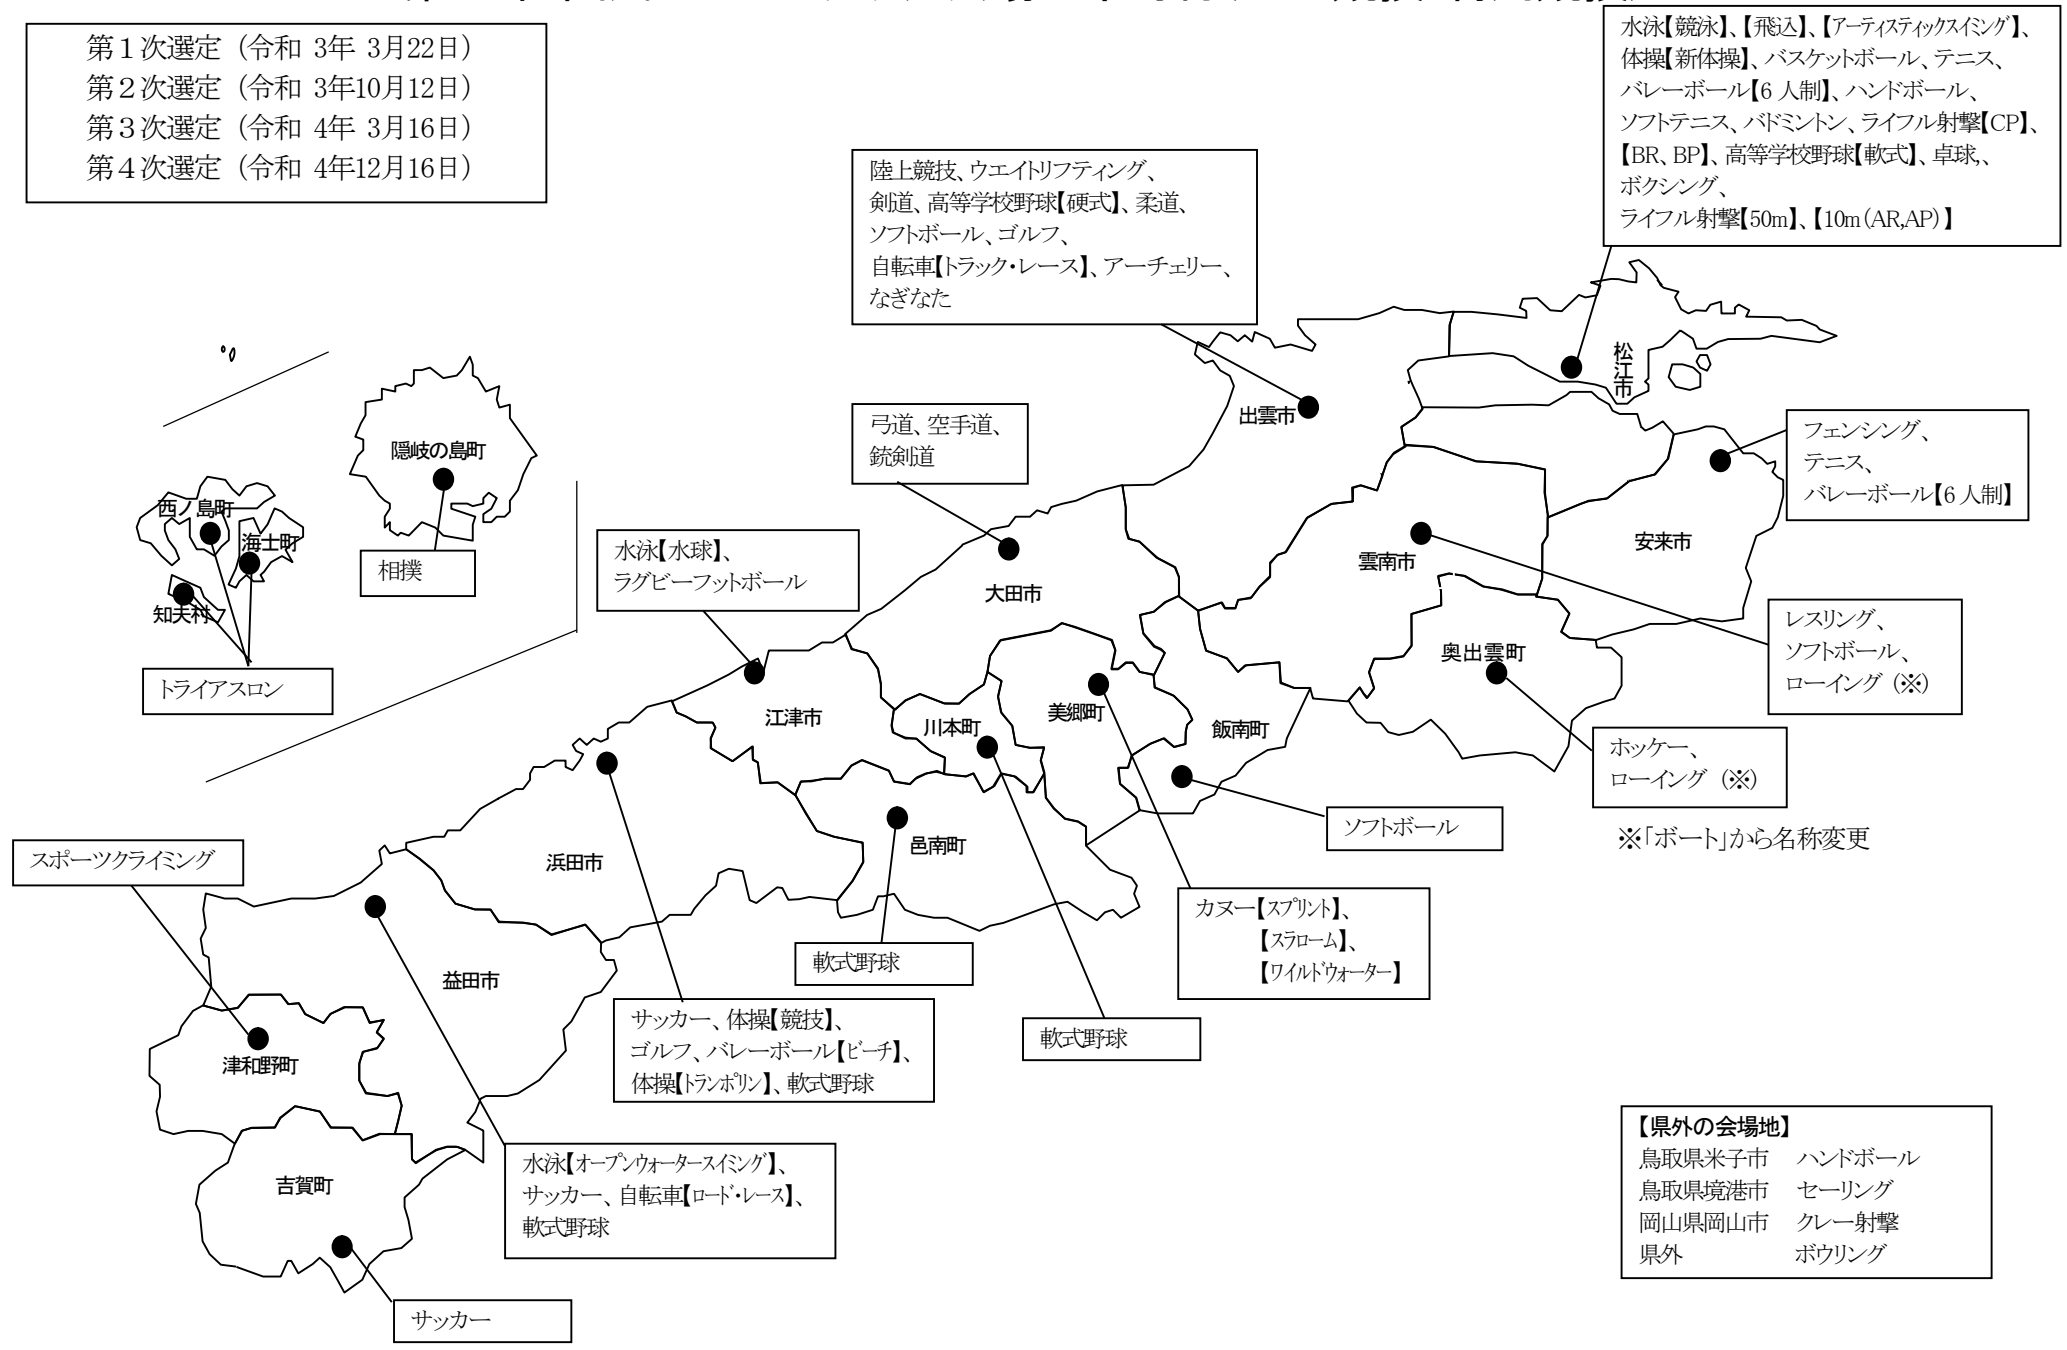 第１次選定（令和 3年 3月22日）
第２次選定（令和 3年10月12日）
第３次選定（令和 4年 3月16日）
第４次選定（令和 4年12月16日）
水泳【競泳】、【飛込】、【アーティスティックスイミング】、
体操【新体操】、バスケットボール、テニス、
バレーボール【6人制】、ハンドボール、
ソフトテニス、バドミントン、ライフル射撃【CP】、
【BR、BP】、高等学校野球【軟式】、卓球,、
ボクシング、
ライフル射撃【50m】、【10m（AR,AP）】
陸上競技、ウエイトリフティング、
剣道、高等学校野球【硬式】、柔道、
ソフトボール、ゴルフ、
自転車【トラック・レース】、アーチェリー、
なぎなた
松江市
出雲市
弓道、空手道、
銃剣道
フェンシング、
テニス、
バレーボール【6人制】
隠岐の島町
西ノ島町
海士町
知夫村
相撲
トライアスロン
水泳【水球】、
ラグビーフットボール
大田市
雲南市
安来市
レスリング、
ソフトボール、
ローイング（※）
奥出雲町
江津市
川本町
美郷町
飯南町
ホッケー、
ローイング（※）
ソフトボール
※「ボート」から名称変更
スポーツクライミング
浜田市
邑南町
カヌー【スプリント】、
【スラローム】、
【ワイルドウォーター】
軟式野球
益田市
サッカー、体操【競技】、
ゴルフ、バレーボール【ビーチ】、
体操【トランポリン】、軟式野球
軟式野球
津和野町
水泳【オープンウォータースイミング】、
サッカー、自転車【ロード・レース】、
軟式野球
吉賀町
サッカー
【県外の会場地】
鳥取県米子市 ハンドボール
鳥取県境港市 セーリング
岡山県岡山市 クレー射撃
県外 ボウリング